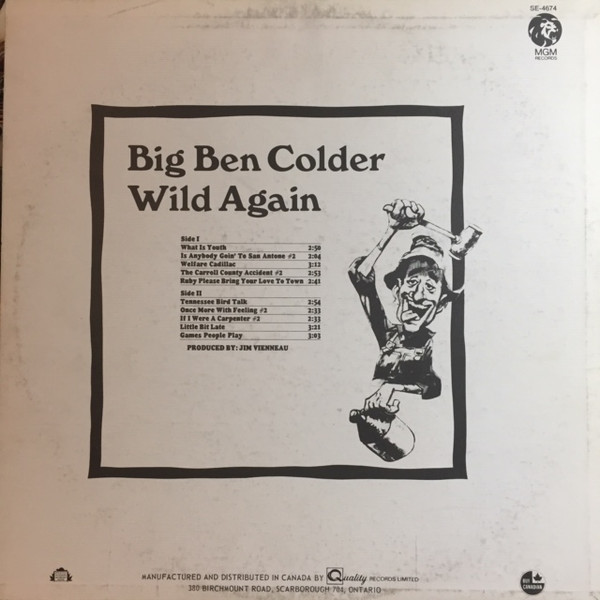 SE-4674
MGM
RECORDS
Big Ben Colder
Wild Again
Side I
What Is Youth 2:50
Is Anybody Goin' To San Antone #2 2:04
Welfare Cadillac 3:12
The Carroll County Accident #2 2:53
Ruby Please Bring Your Love To Town 2:41
Side II
Tennessee Bird Talk 2:54
Once More With Feeling #2 2:33
If I Were A Carpenter #2 2:33
Little Bit Late 3:21
Games People Play 3:03
PRODUCED BY: JIM VIENNEAU
MANUFACTURED AND DISTRIBUTED IN CANADA BY Quality RECORDS LIMITED
380 BIRCHMOUNT ROAD, SCARBOROUGH 704, ONTARIO
BUY
CANADIAN